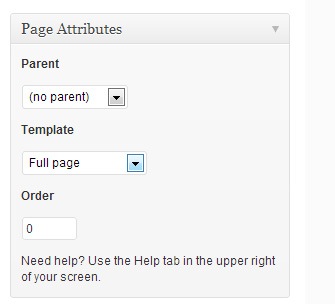 Page Attributes
Parent
(no parent)
Template
Full page
Order
0
Need help? Use the Help tab in the upper right
of your screen.